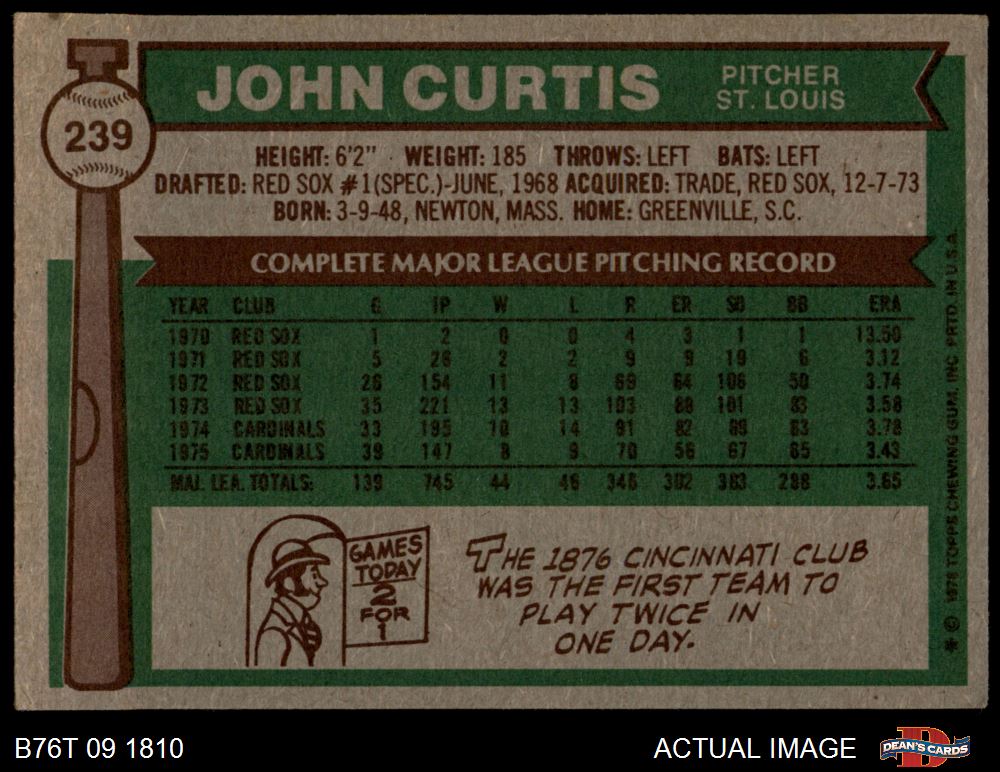 JOHN CURTIS
PITCHER
ST. LOUIS
239
HEIGHT: 6'2" WEIGHT: 185 THROWS: LEFT BATS: LEFT
DRAFTED: RED SOX #1(SPEC.)-JUNE, 1968 ACQUIRED: TRADE, RED SOX, 12-7-73
BORN: 3-9-48, NEWTON, MASS. HOME: GREENVILLE, S.C.
COMPLETE MAJOR LEAGUE PITCHING RECORD
YEAR CLUB G IP W L R ER SO BB ERA
1970 RED SOX 1 2 0 0 4 3 1 1 13.50
1971 RED SOX 5 26 2 2 9 9 19 6 3.12
1972 RED SOX 26 154 11 8 69 64 106 50 3.74
1973 RED SOX 35 221 13 13 103 88 101 83 3.58
1974 CARDINALS 33 195 10 14 91 82 89 83 3.78
1975 CARDINALS 39 147 8 9 70 56 67 65 3.43
MAJ. LEA. TOTALS: 139 745 44 46 346 302 383 288 3.65
GAMES
TODAY
2
FOR
1
THE 1876 CINCINNATI CLUB
WAS THE FIRST TEAM TO
PLAY TWICE IN
ONE DAY.
* © 1976 TOPPS CHEWING GUM, INC. PRTD. IN U.S.A.
B76T 09 1810
ACTUAL IMAGE
D
DEAN'S CARDS